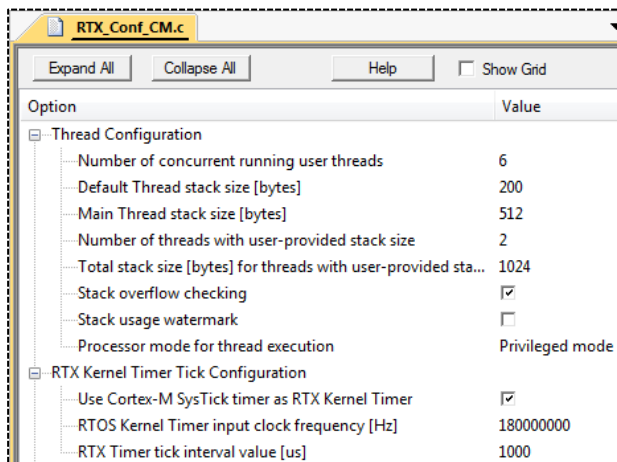 RTX_Conf_CM.c
Expand All Collapse All Help Show Grid
Option Value
Thread Configuration
Number of concurrent running user threads 6
Default Thread stack size [bytes] 200
Main Thread stack size [bytes] 512
Number of threads with user-provided stack size 2
Total stack size [bytes] for threads with user-provided sta... 1024
Stack overflow checking
Stack usage watermark
Processor mode for thread execution Privileged mode
RTX Kernel Timer Tick Configuration
Use Cortex-M SysTick timer as RTX Kernel Timer
RTOS Kernel Timer input clock frequency [Hz] 180000000
RTX Timer tick interval value [us] 1000